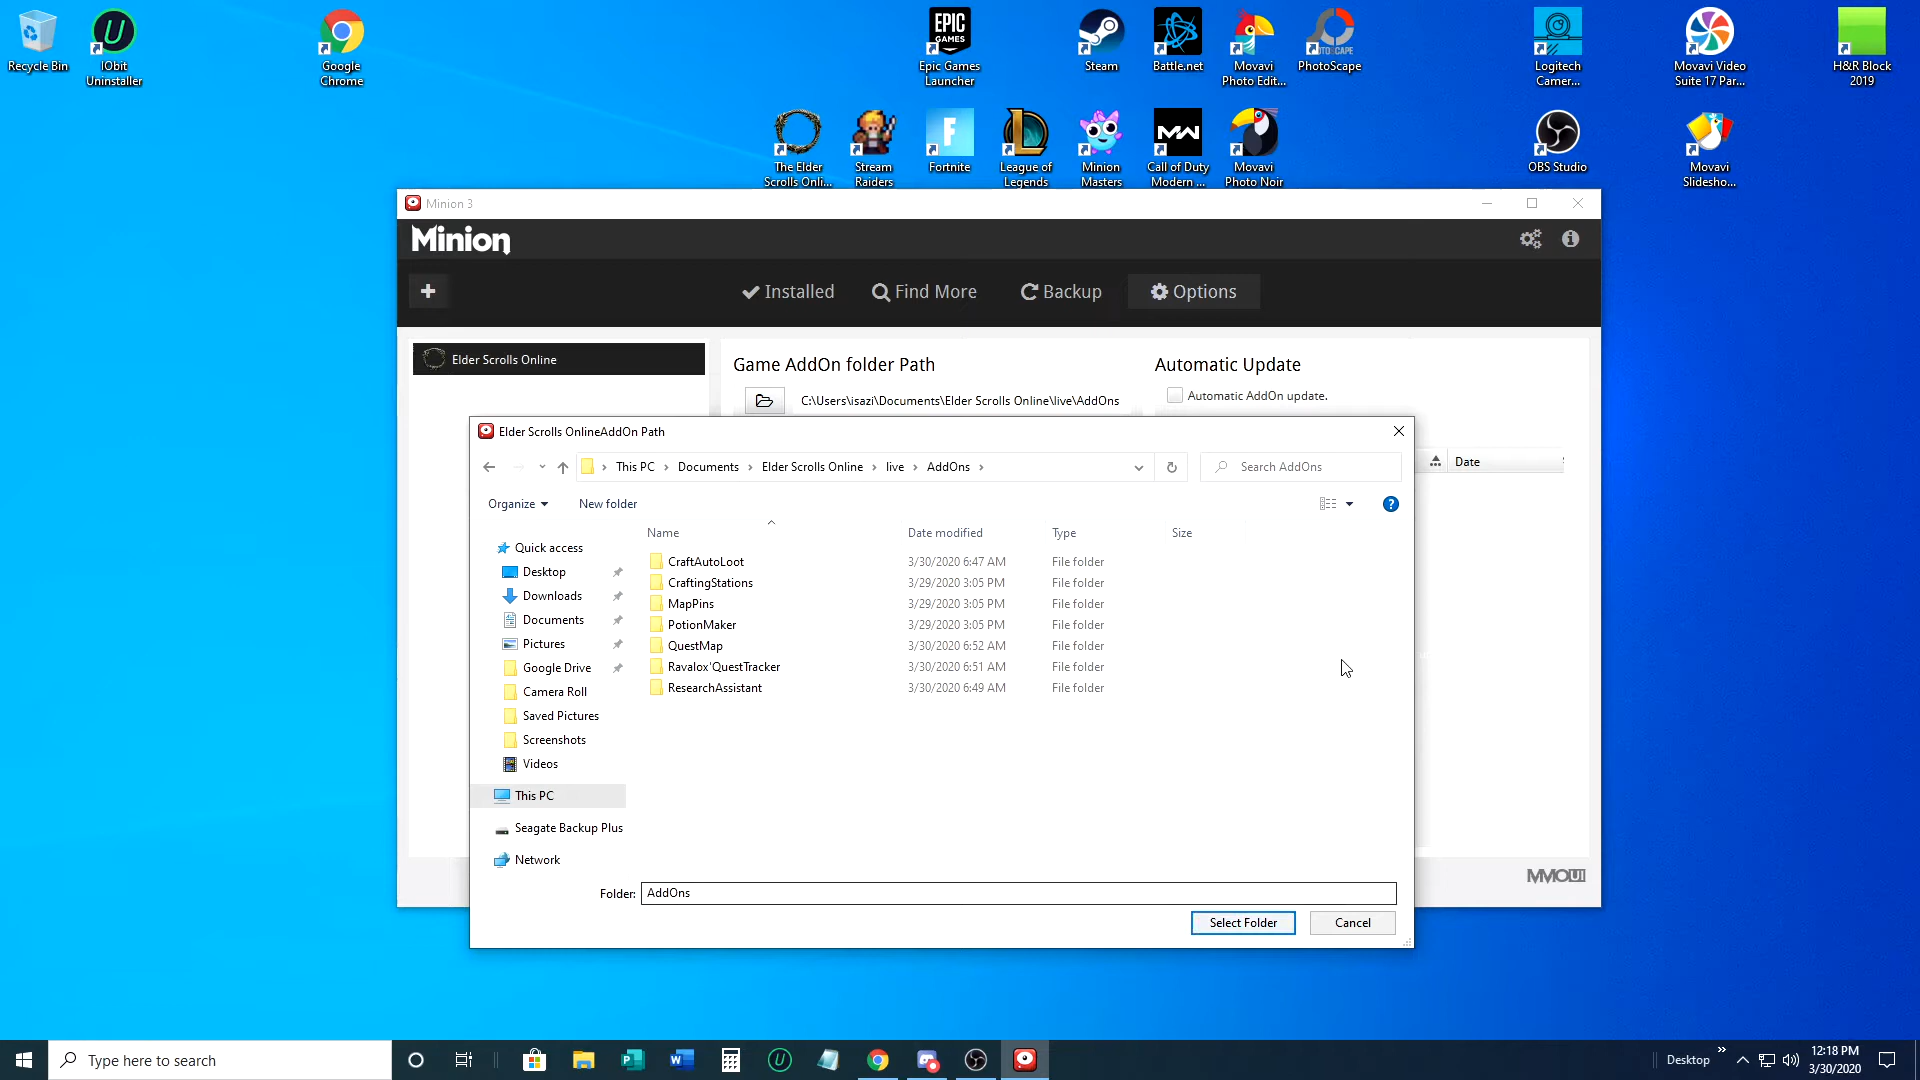 Recycle Bin
IObit
Uninstaller
Google
Chrome
EPIC
GAMES
Epic Games
Launcher
Steam
Battle.net
Movavi
Photo Edit...
PhotoScape
Logitech
Camer...
Movavi Video
Suite 17 Par...
H&R Block
2019
The Elder
Scrolls Onli...
Stream
Raiders
Fortnite
League of
Legends
Minion
Masters
Call of Duty
Modern ...
Movavi
Photo Noir
OBS Studio
Movavi
Slidesho...
Minion 3
Minion
+
Installed
Find More
Backup
Options
Elder Scrolls Online
Game AddOn folder Path
C:\Users\isazi\Documents\Elder Scrolls Online\live\AddOns
Automatic Update
Automatic AddOn update.
Date
Elder Scrolls OnlineAddOn Path
This PC > Documents > Elder Scrolls Online > live > AddOns >
Search AddOns
Organize
New folder
Name Date modified Type Size
CraftAutoLoot 3/30/2020 6:47 AM File folder
CraftingStations 3/29/2020 3:05 PM File folder
MapPins 3/29/2020 3:05 PM File folder
PotionMaker 3/29/2020 3:05 PM File folder
QuestMap 3/30/2020 6:52 AM File folder
Ravalox'QuestTracker 3/30/2020 6:51 AM File folder
ResearchAssistant 3/30/2020 6:49 AM File folder
Quick access
Desktop
Downloads
Documents
Pictures
Google Drive
Camera Roll
Saved Pictures
Screenshots
Videos
This PC
Seagate Backup Plus
Network
Folder: AddOns
Select Folder
Cancel
MMOUI
Type here to search
Desktop
12:18 PM
3/30/2020